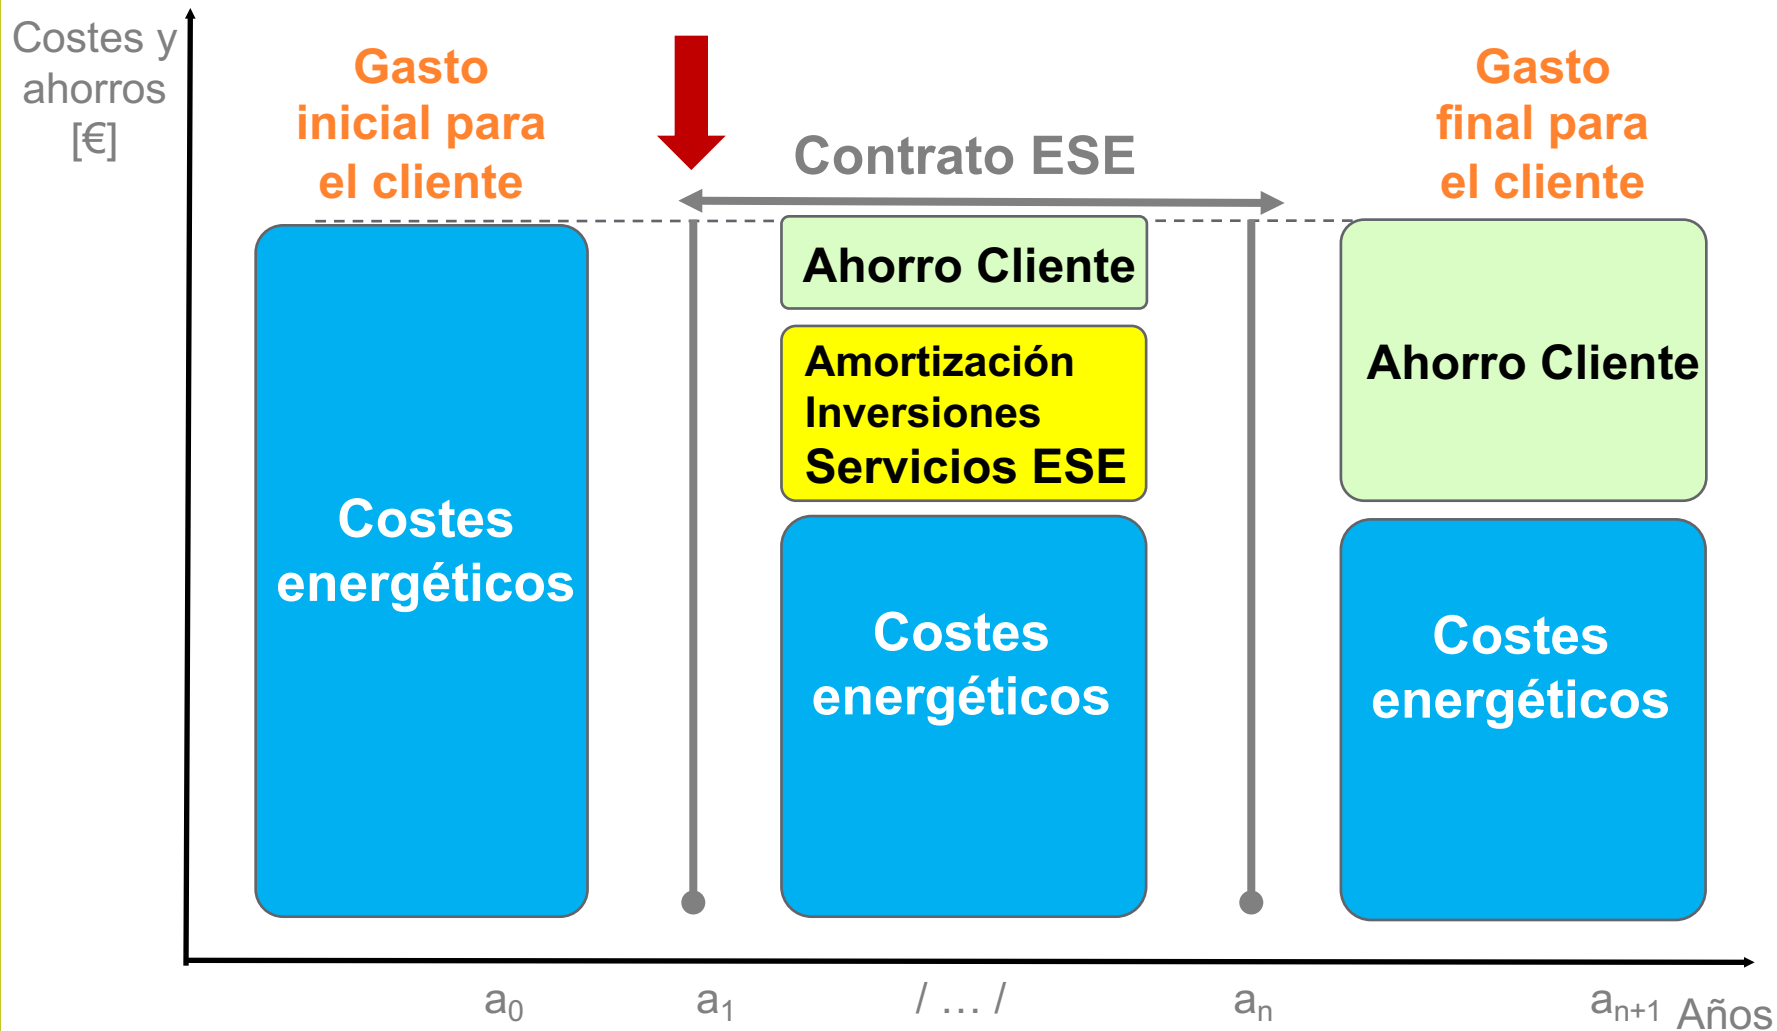 Costes y
ahorros
[€]
Gasto
inicial para
el cliente
Contrato ESE
Gasto
final para
el cliente
Costes
energéticos
Ahorro Cliente
Amortización
Inversiones
Servicios ESE
Costes
energéticos
Ahorro Cliente
Costes
energéticos
a0 a1 / ... / an an+1 Años